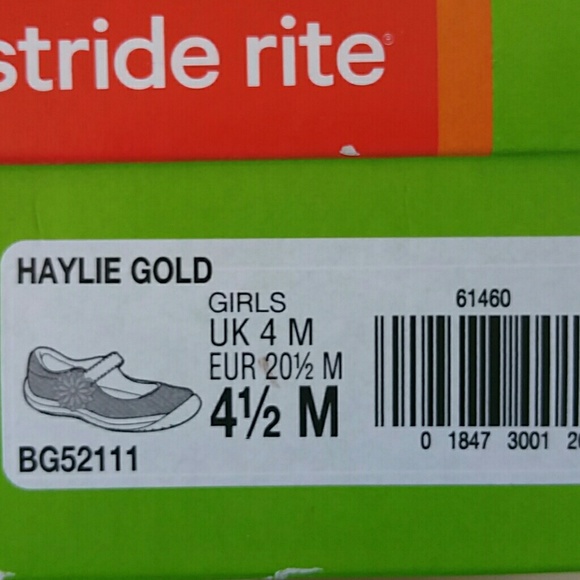 stride rite®
HAYLIE GOLD
GIRLS
UK 4 M
EUR 20½ M
4½ M
BG52111
61460
0 1847 3001